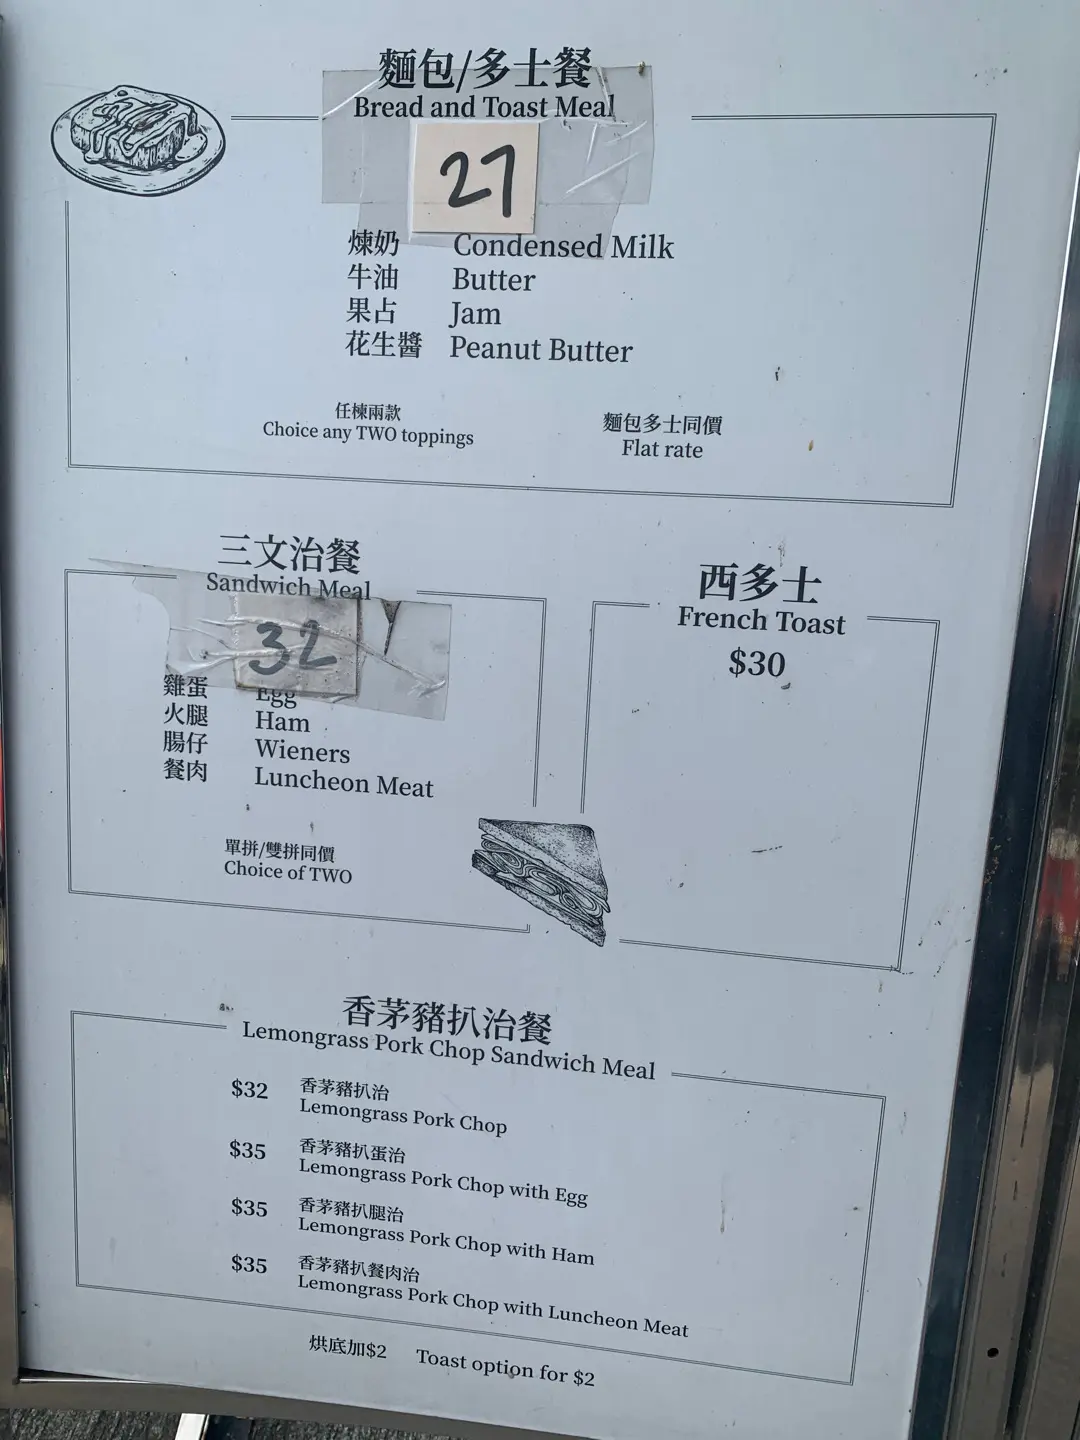 麵包/多士餐
Bread and Toast Meal
27
煉奶 Condensed Milk
牛油 Butter
果占 Jam
花生醬 Peanut Butter
任棟兩款
Choice any TWO toppings
麵包多士同價
Flat rate
三文治餐
Sandwich Meal
32
雞蛋 Egg
火腿 Ham
腸仔 Wieners
餐肉 Luncheon Meat
單拼/雙拼同價
Choice of TWO
西多士
French Toast
$30
香茅豬扒治餐
Lemongrass Pork Chop Sandwich Meal
$32 香茅豬扒治
Lemongrass Pork Chop
$35 香茅豬扒蛋治
Lemongrass Pork Chop with Egg
$35 香茅豬扒腿治
Lemongrass Pork Chop with Ham
$35 香茅豬扒餐肉治
Lemongrass Pork Chop with Luncheon Meat
烘底加$2 Toast option for $2